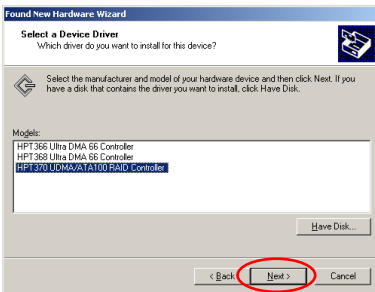 Found New Hardware Wizard
Select a Device Driver
Which driver do you want to install for this device?
Select the manufacturer and model of your hardware device and then click Next. If you
have a disk that contains the driver you want to install, click Have Disk.
Models:
HPT366 Ultra DMA 66 Controller
HPT368 Ultra DMA 66 Controller
HPT370 UDMA/ATA100 RAID Controller
Have Disk...
< Back
Next >
Cancel